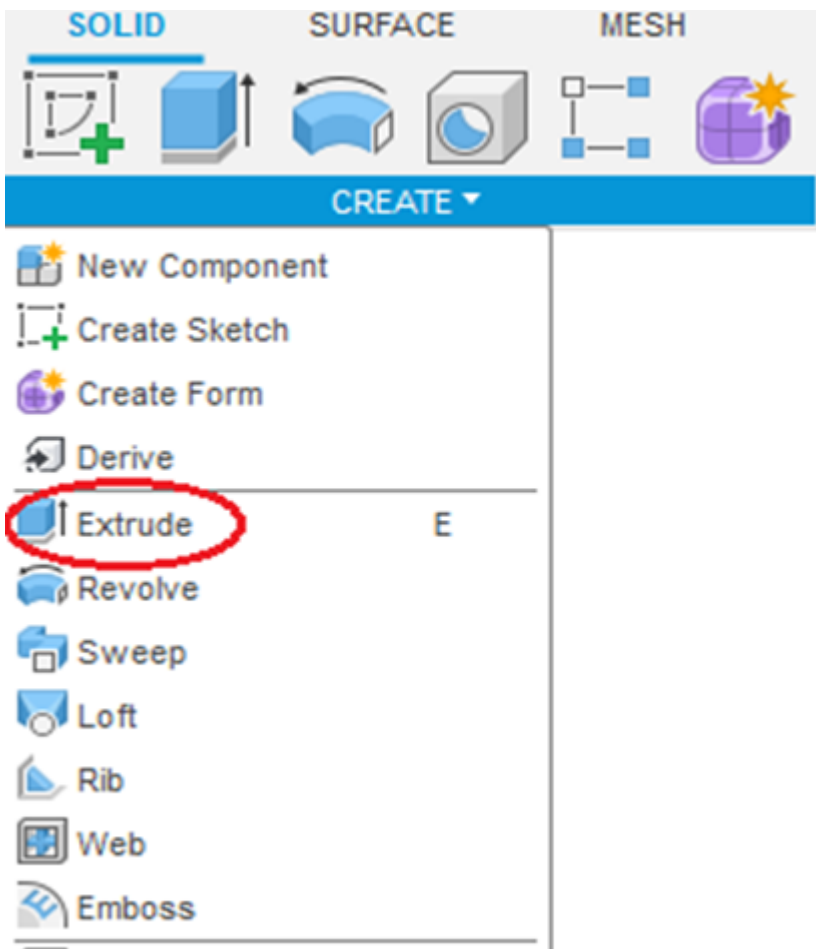 SOLID SURFACE MESH
CREATE ▼
New Component
Create Sketch
Create Form
Derive
Extrude E
Revolve
Sweep
Loft
Rib
Web
Emboss